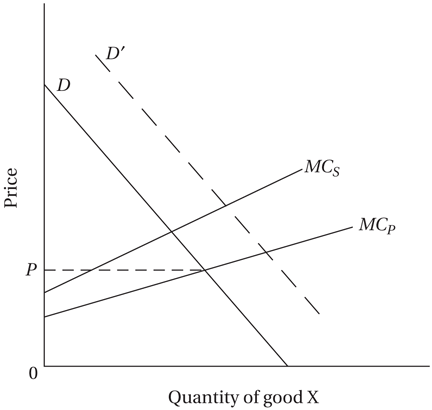 D′
D
MCS
MCP
Price
P
0
Quantity of good X